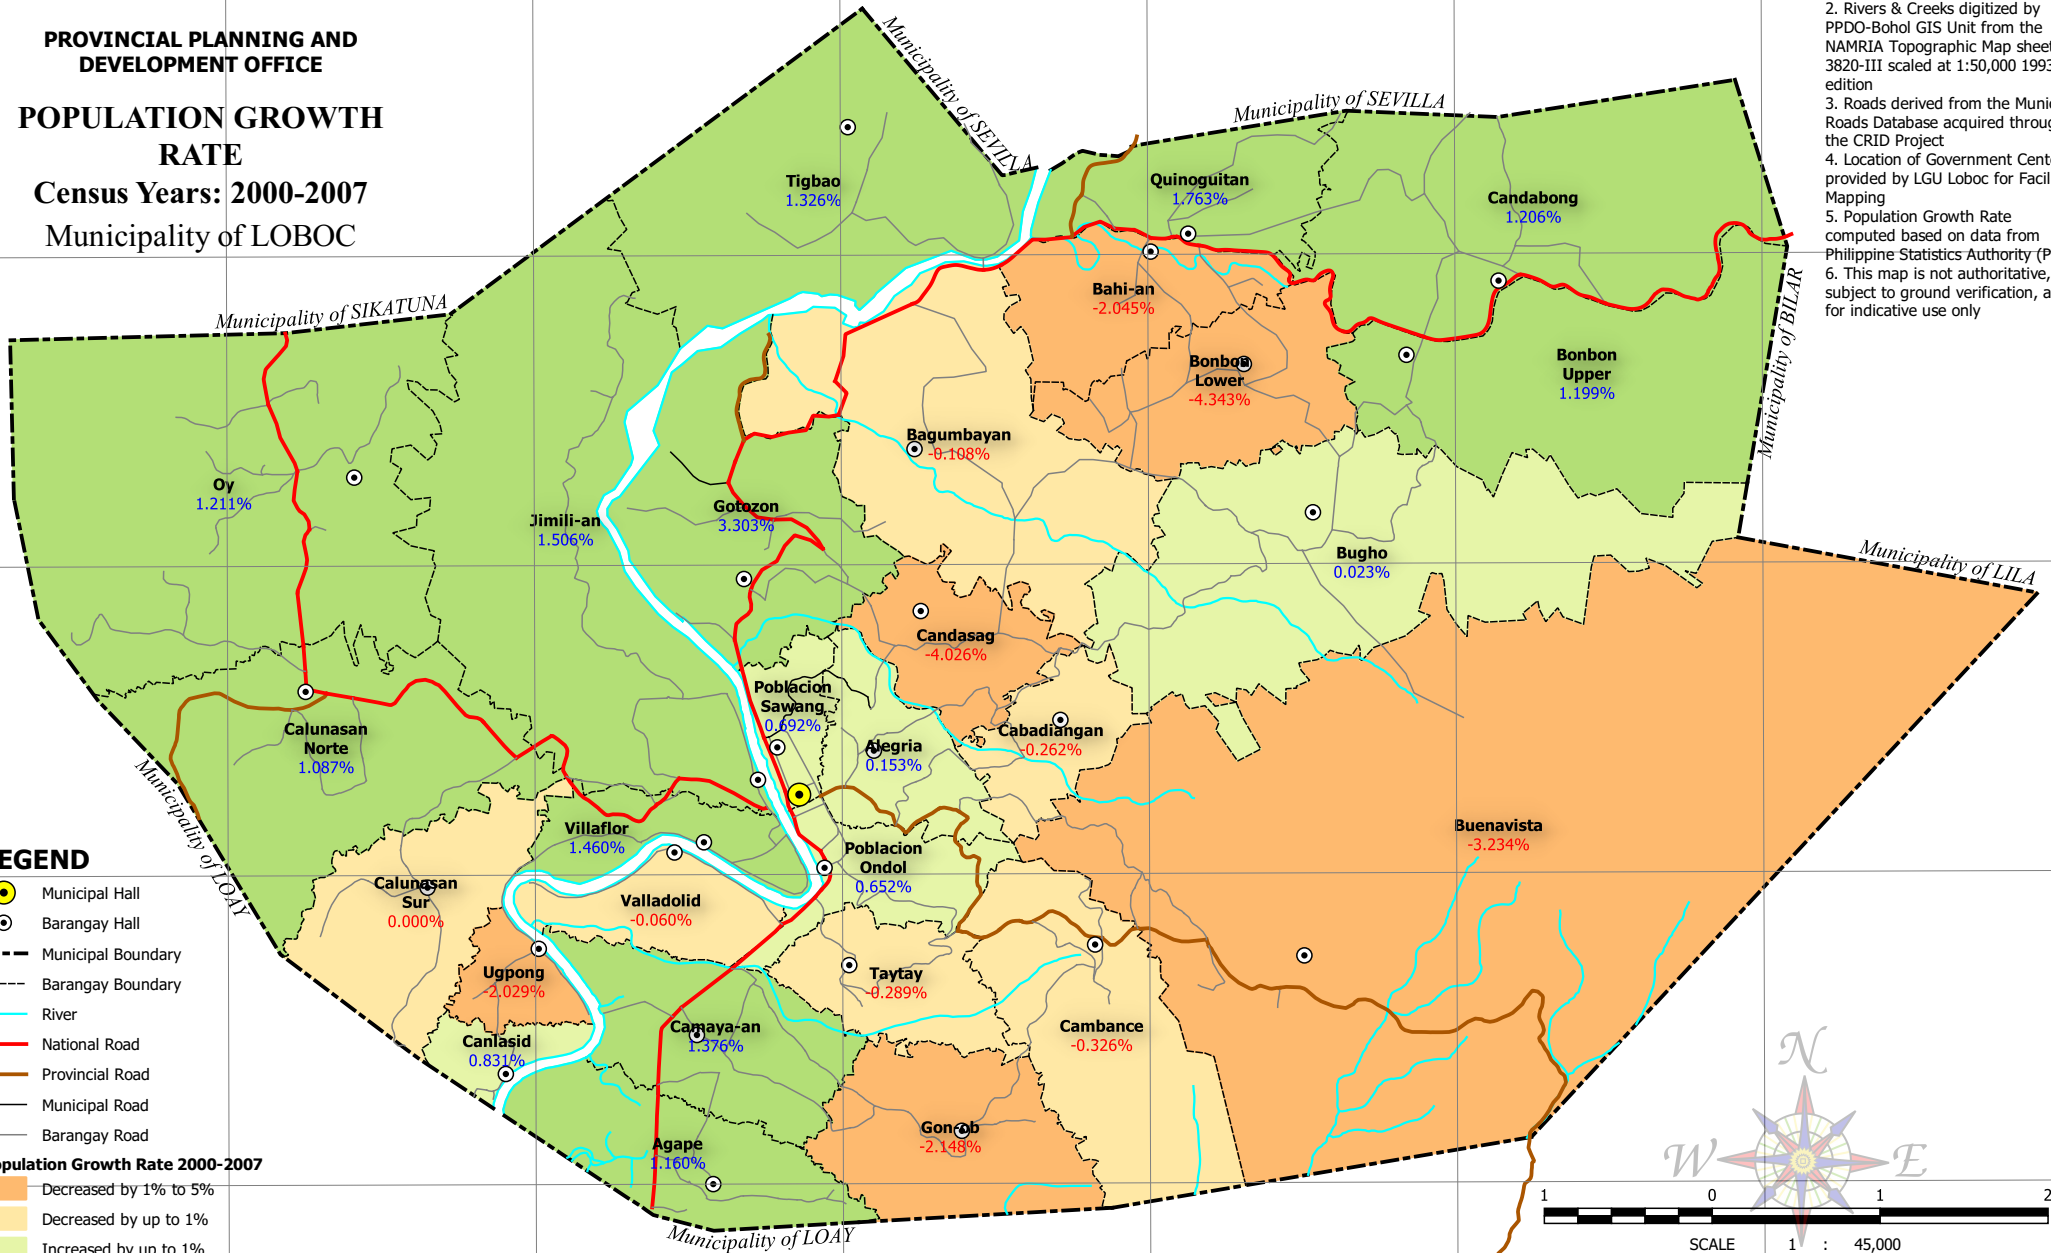 PROVINCIAL PLANNING AND
DEVELOPMENT OFFICE
POPULATION GROWTH
RATE
Census Years: 2000-2007
Municipality of LOBOC
2. Rivers & Creeks digitized by
PPDO-Bohol GIS Unit from the
NAMRIA Topographic Map sheet
3820-III scaled at 1:50,000 1993
edition
3. Roads derived from the Munic
Roads Database acquired throug
the CRID Project
4. Location of Government Cent
provided by LGU Loboc for Facil
Mapping
5. Population Growth Rate
computed based on data from
Philippine Statistics Authority (P
6. This map is not authoritative,
subject to ground verification, a
for indicative use only
Municipality of SEVILLA
Municipality of SEVILLA
Municipality of SIKATUNA
Municipality of BILAR
Municipality of LILA
Municipality of LOAY
Municipality of LOAY
Tigbao
1.326%
Quinoguitan
1.763%
Candabong
1.206%
Bahi-an
-2.045%
Bonbon
Lower
-4.343%
Bonbon
Upper
1.199%
Bagumbayan
-0.108%
Oy
1.211%
Jimili-an
1.506%
Gotozon
3.303%
Bugho
0.023%
Candasag
-4.026%
Poblacion
Sawang
0.692%
Cabadiangan
-0.262%
Alegria
0.153%
Calunasan
Norte
1.087%
Villaflor
1.460%
Poblacion
Ondol
0.652%
Buenavista
-3.234%
Calunasan
Sur
0.000%
Valladolid
-0.060%
Ugpong
-2.029%
Taytay
-0.289%
Canlasid
0.831%
Camaya-an
1.376%
Cambance
-0.326%
Gon-ob
-2.148%
Agape
1.160%
EGEND
Municipal Hall
Barangay Hall
Municipal Boundary
Barangay Boundary
River
National Road
Provincial Road
Municipal Road
Barangay Road
opulation Growth Rate 2000-2007
Decreased by 1% to 5%
Decreased by up to 1%
Increased by up to 1%
N
W
E
1 0 1 2
SCALE 1 : 45,000